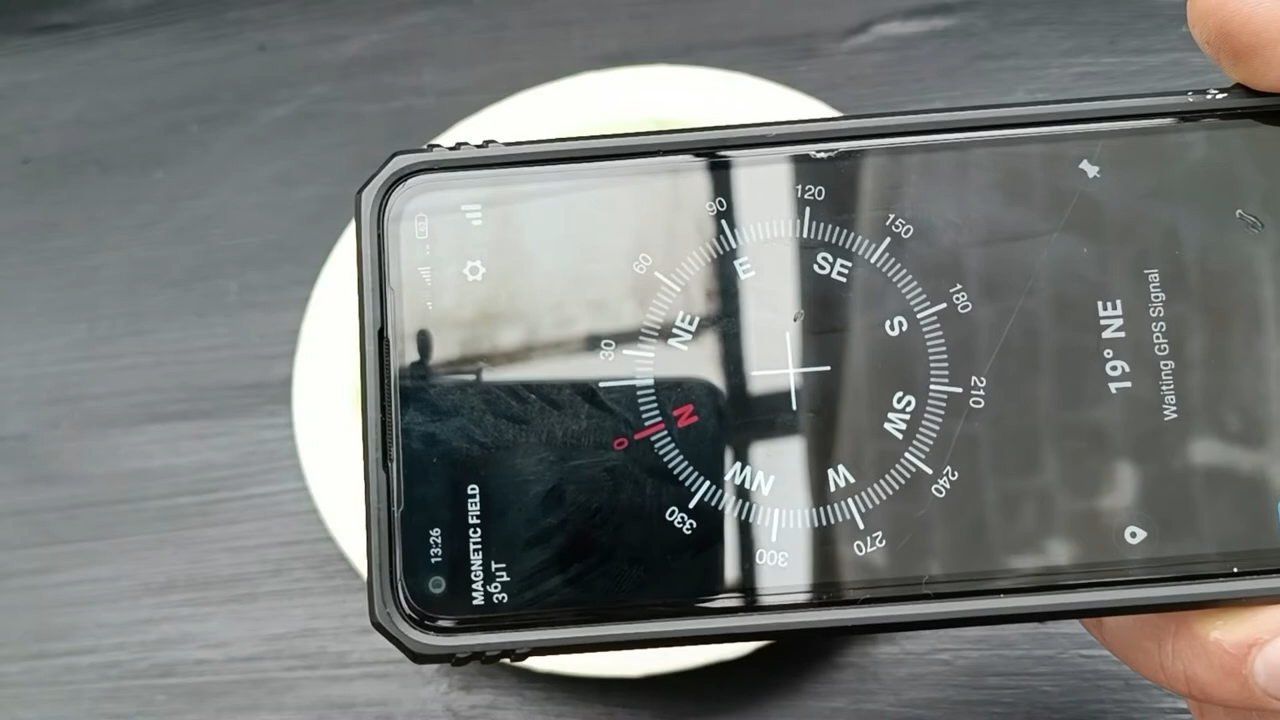 13:26
MAGNETIC FIELD
36μT
0
30
60
90
120
150
180
210
240
270
300
330
N
NE
E
SE
S
SW
W
NW
19° NE
Waiting GPS Signal